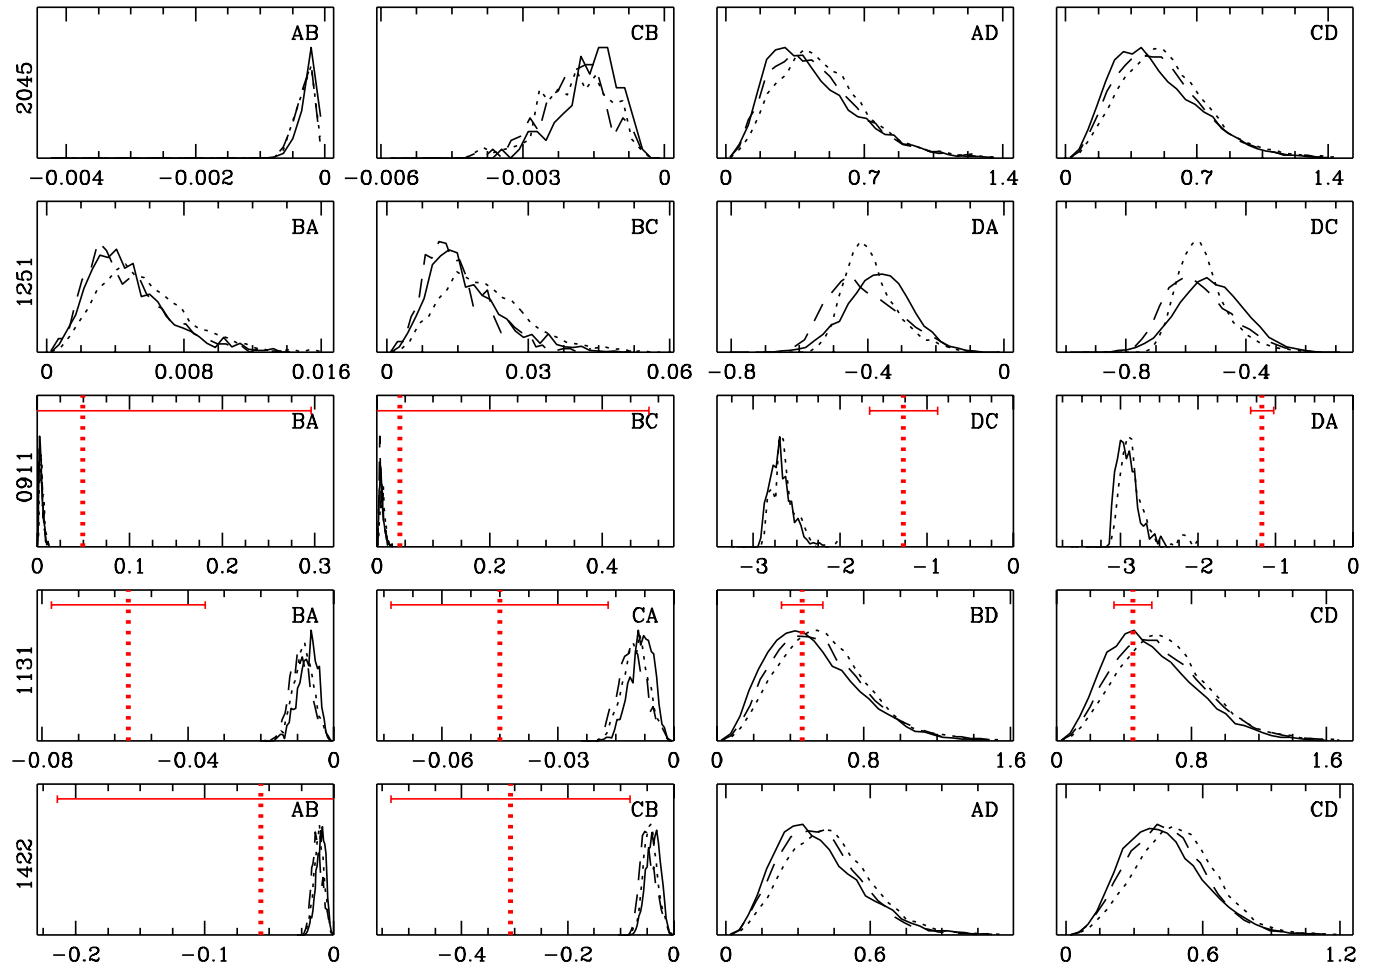 2045
AB CB AD CD
−0.004 −0.002 0 −0.006 −0.003 0 0 0.7 1.4 0 0.7 1.4
1251
BA BC DA DC
0 0.008 0.016 0 0.03 0.06 −0.8 −0.4 0 −0.8 −0.4
0911
BA BC DC DA
0 0.1 0.2 0.3 0 0.2 0.4 −3 −2 −1 0 −3 −2 −1 0
1131
BA CA BD CD
−0.08 −0.04 0 −0.06 −0.03 0 0 0.8 1.6 0 0.8 1.6
1422
AB CB AD CD
−0.2 −0.1 0 −0.4 −0.2 0 0 0.6 0 0.6 1.2